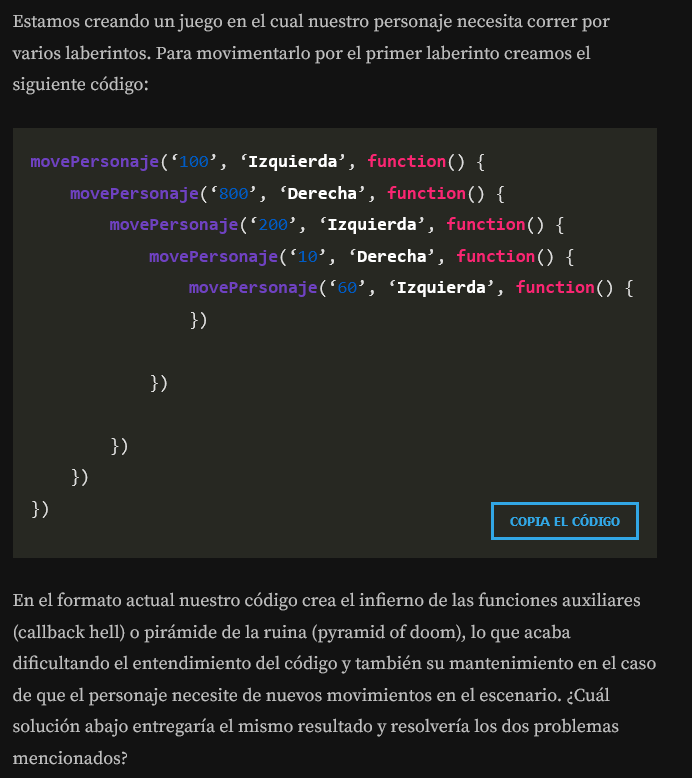 Estamos creando un juego en el cual nuestro personaje necesita correr por
varios laberintos. Para movimentarlo por el primer laberinto creamos el
siguiente código:
movePersonaje(‘100’, ‘Izquierda’, function() {
movePersonaje(‘800’, ‘Derecha’, function() {
movePersonaje(‘200’, ‘Izquierda’, function() {
movePersonaje(‘10’, ‘Derecha’, function() {
movePersonaje(‘60’, ‘Izquierda’, function() {
})
})
})
})
})
COPIA EL CÓDIGO
En el formato actual nuestro código crea el infierno de las funciones auxiliares
(callback hell) o pirámide de la ruina (pyramid of doom), lo que acaba
dificultando el entendimiento del código y también su mantenimiento en el caso
de que el personaje necesite de nuevos movimientos en el escenario. ¿Cuál
solución abajo entregaría el mismo resultado y resolvería los dos problemas
mencionados?